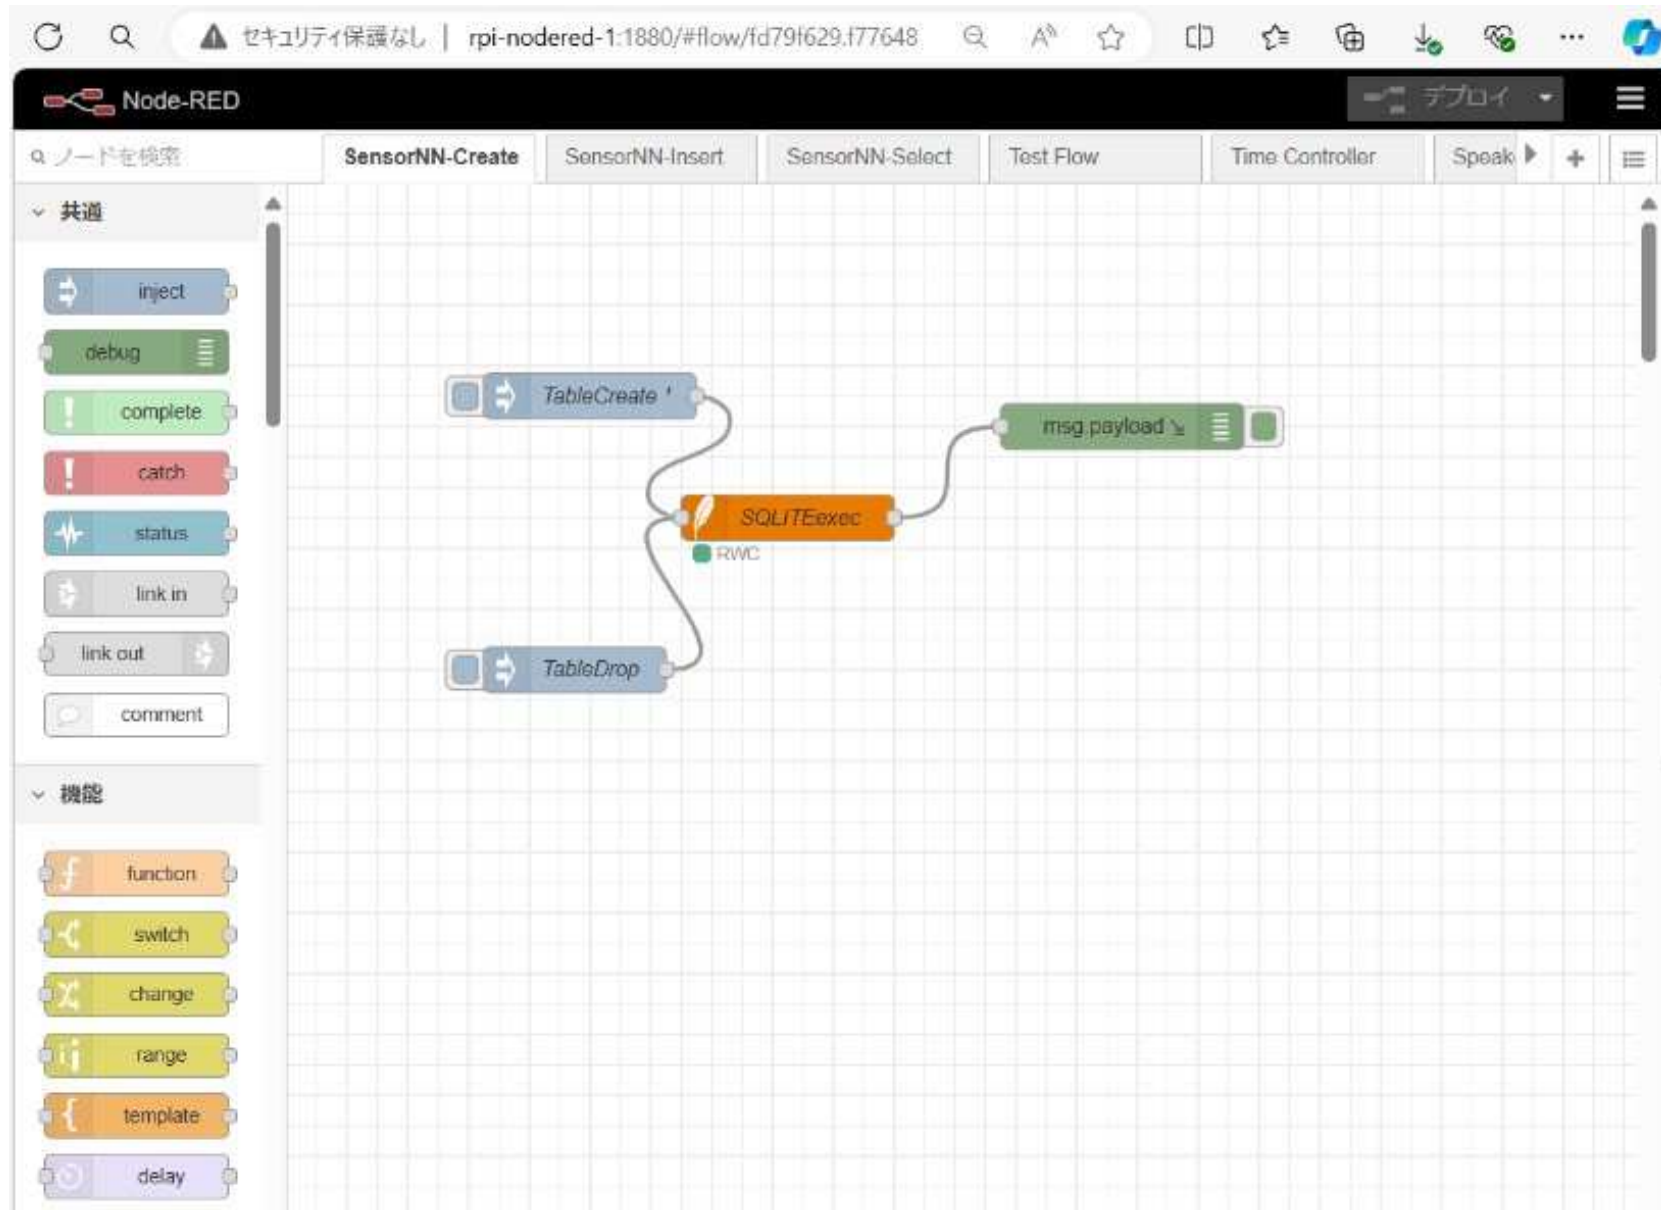 セキュリティ保護なし | rpi-nodered-1:1880/#flow/fd79f629.f77648
Node-RED
デプロイ
ノードを検索
SensorNN-Create
SensorNN-Insert
SensorNN-Select
Test Flow
Time Controller
Speak
共通
inject
debug
complete
catch
status
link in
link out
comment
機能
function
switch
change
range
template
delay
TableCreate ¹
msg.payload
SQLITEexec
RWC
TableDrop